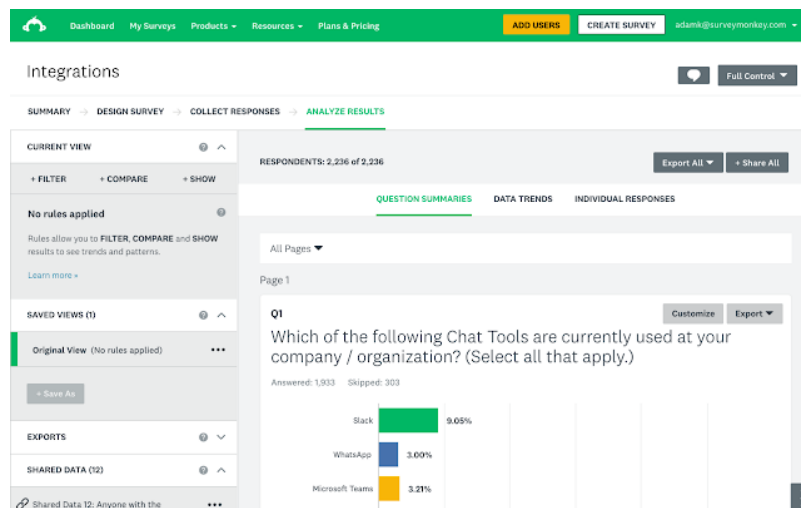 Dashboard My Surveys Products Resources Plans & Pricing ADD USERS CREATE SURVEY adamk@surveymonkey.com
Integrations
Full Control
SUMMARY → DESIGN SURVEY → COLLECT RESPONSES → ANALYZE RESULTS
CURRENT VIEW
+ FILTER + COMPARE + SHOW
No rules applied
Rules allow you to FILTER, COMPARE and SHOW
results to see trends and patterns.
Learn more »
SAVED VIEWS (1)
Original View (No rules applied)
+ Save As
EXPORTS
SHARED DATA (12)
Shared Data 12: Anyone with the
RESPONDENTS: 2,236 of 2,236
Export All + Share All
QUESTION SUMMARIES DATA TRENDS INDIVIDUAL RESPONSES
All Pages
Page 1
Q1
Customize Export
Which of the following Chat Tools are currently used at your
company / organization? (Select all that apply.)
Answered: 1,933 Skipped: 303
Slack 9.05%
WhatsApp 3.00%
Microsoft Teams 3.21%